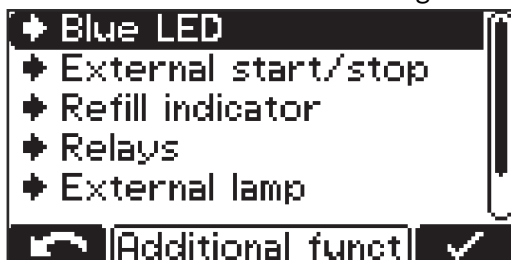 Blue LED
External start/stop
Refill indicator
Relays
External lamp
Additional funct